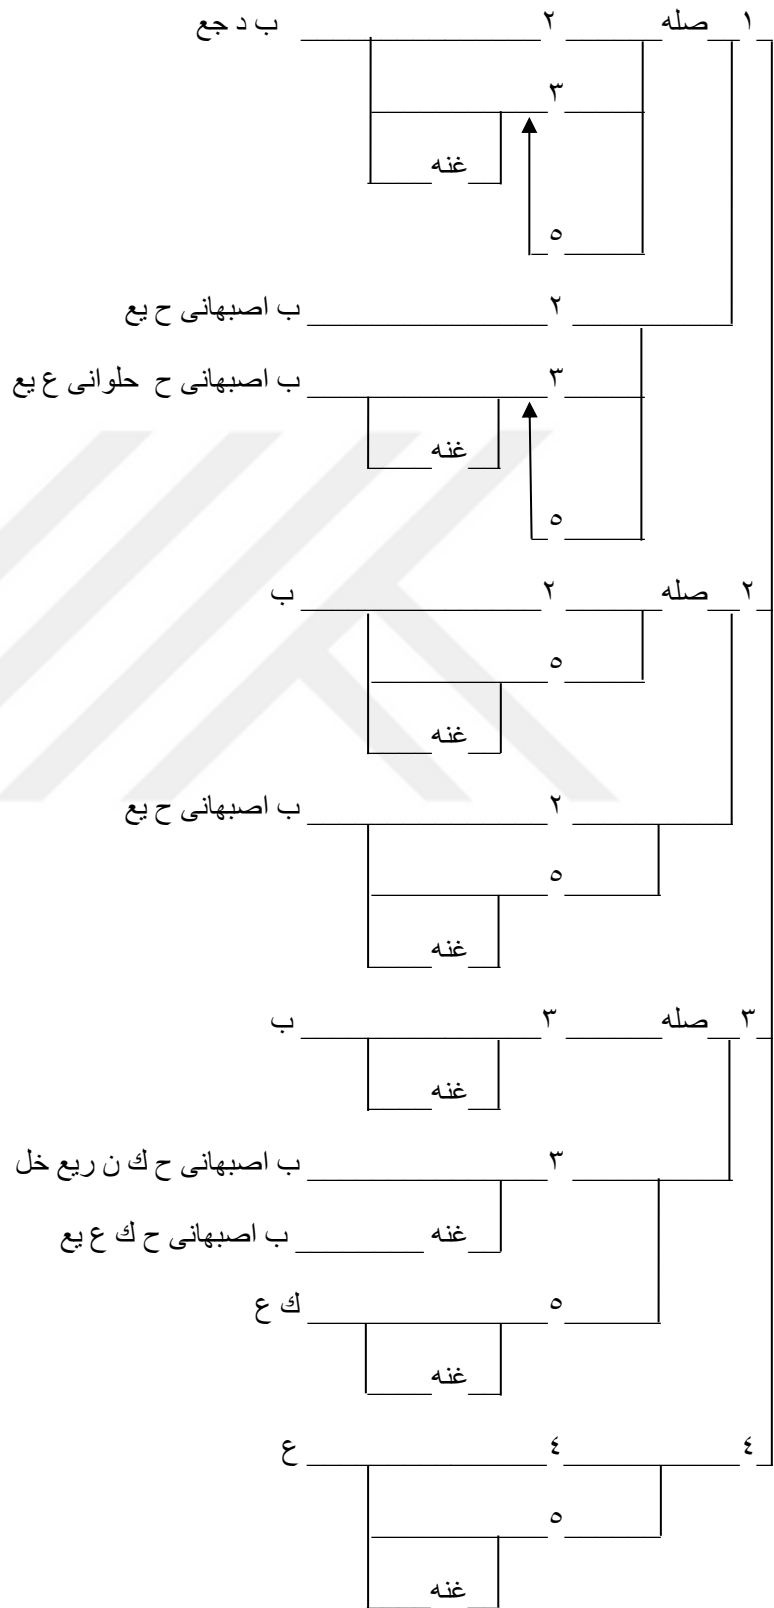 ١ صله ٢ ب د جع
٣
غنه
٥
٢ ب اصبهانى ح يع
٣ ب اصبهانى ح حلوانى ع يع
غنه
٥
٢ صله ٢ ب
٥
غنه
٢ ب اصبهانى ح يع
٥
غنه
٣ صله ٣ ب
غنه
٣ ب اصبهانى ح ك ن ريع خل
غنه ب اصبهانى ح ك ع يع
٥ ك ع
غنه
٤ ٤ ع
٥
غنه